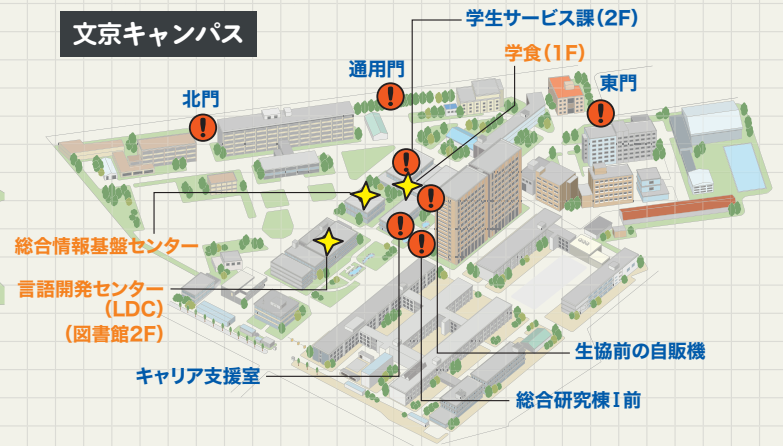 文京キャンパス
学生サービス課(2F)
学食(1F)
通用門
東門
北門
総合情報基盤センター
言語開発センター
(LDC)
(図書館2F)
キャリア支援室
生協前の自販機
総合研究棟I前